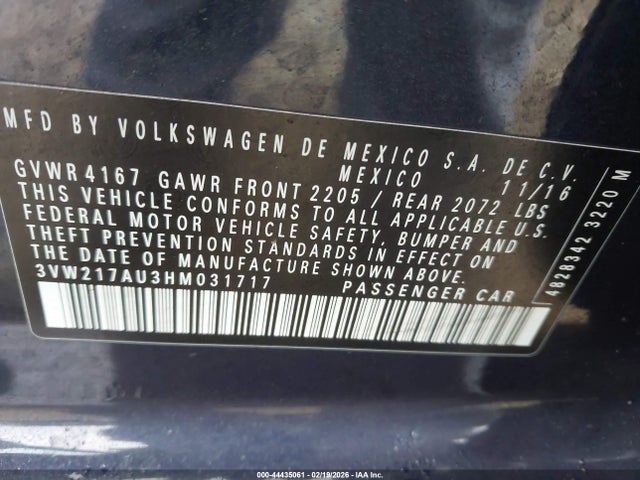 MFD BY VOLKSWAGEN DE MEXICO S.A. DE C.V.
MEXICO 11/16
GVWR 4167 GAWR FRONT 2205 / REAR 2072 LBS
THIS VEHICLE CONFORMS TO ALL APPLICABLE U.S.
FEDERAL MOTOR VEHICLE SAFETY, BUMPER AND
THEFT PREVENTION STANDARDS IN EFFECT ON
THE DATE OF MANUFACTURE SHOWN ABOVE.
3VW217AU3HM031717 PASSENGER CAR
4828342 3220 M
000-44435061 - 02/19/2026 - IAA Inc.